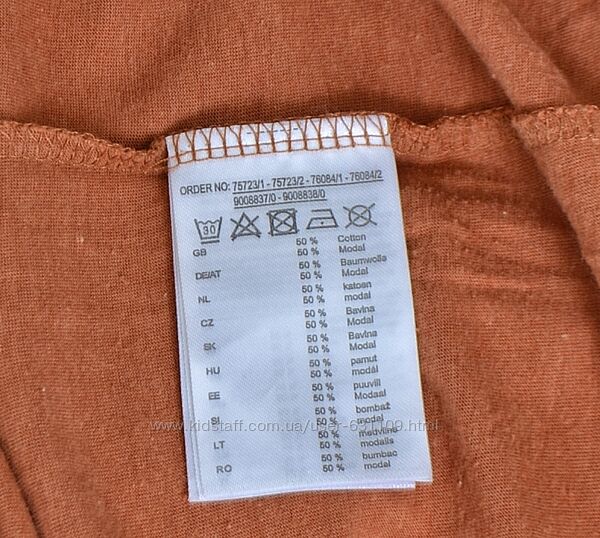 ORDER NO: 75723/1 - 75723/2 - 76084/1 - 76084/2
9008837/0 - 9008838/0
30
GB 50 % Cotton
50 % Modal
DE/AT 50 % Baumwolle
50 % Modal
NL 50 % katoen
50 % modal
CZ 50 % Bavlna
50 % Modal
SK 50 % Bavlna
50 % Modal
HU 50 % pamut
50 % modál
EE 50 % puuvill
50 % Modaal
SI 50 % bombaž
50 % modal
LT 50 % medvilnė
50 % modalis
RO 50 % bumbac
50 % modal